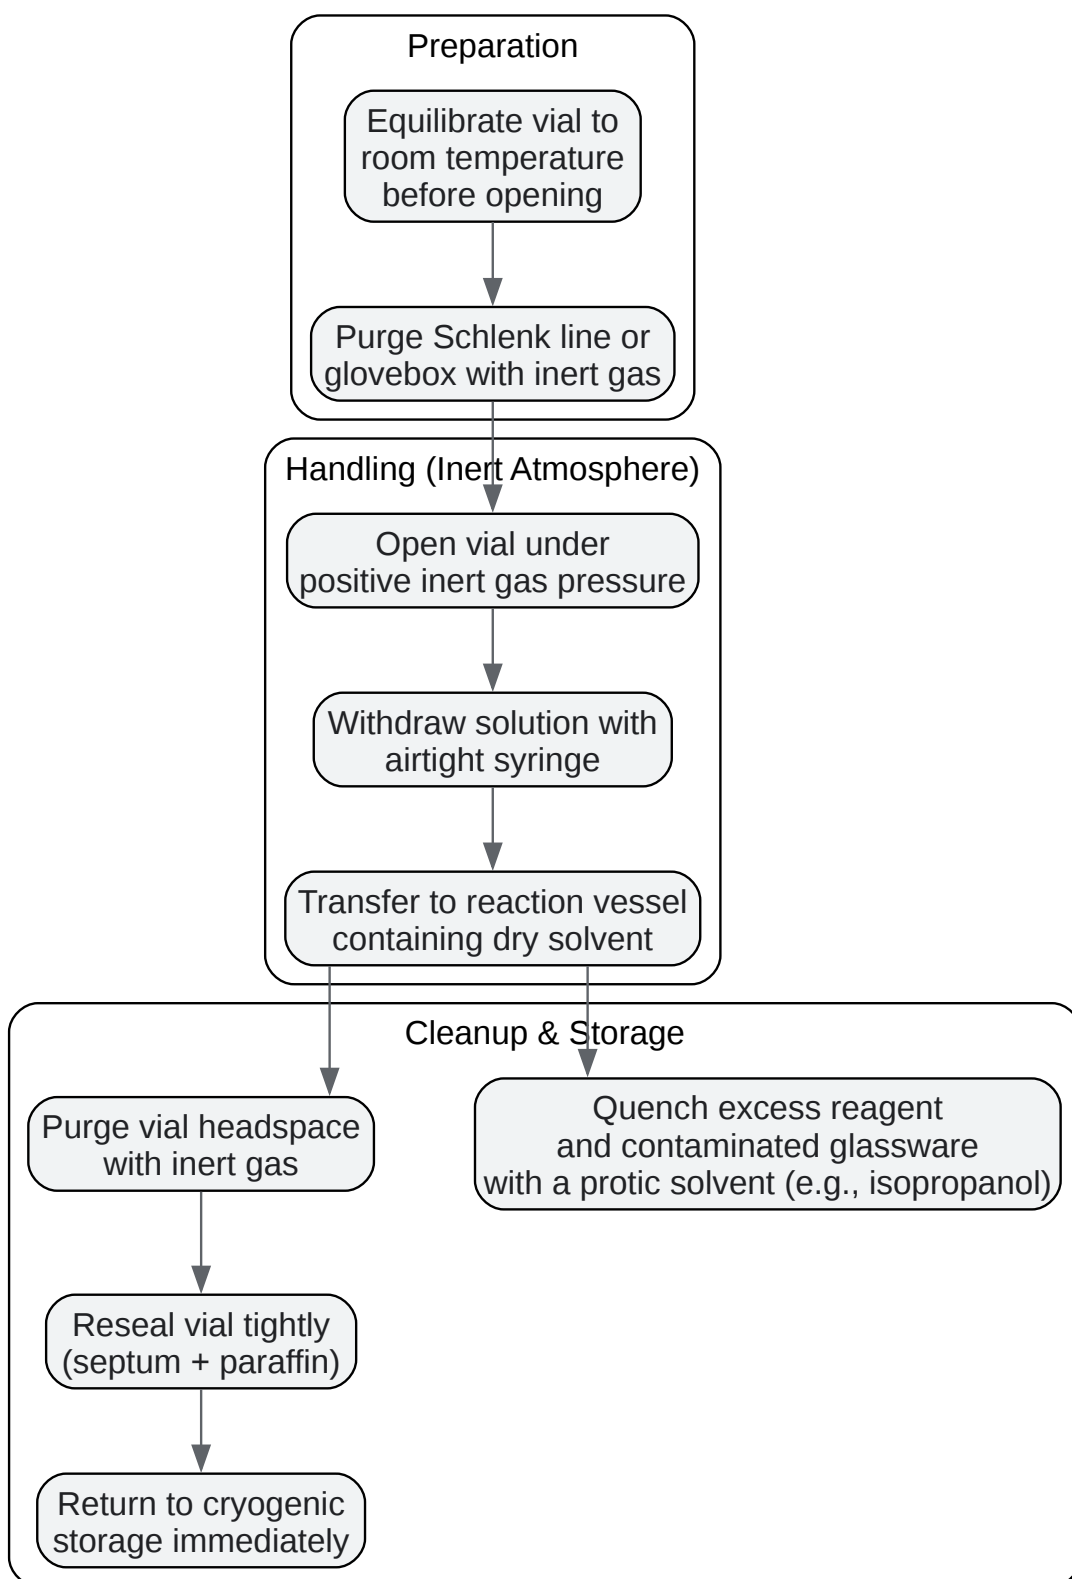 Preparation
Equilibrate vial to
room temperature
before opening
Purge Schlenk line or
glovebox with inert gas
Handling (Inert Atmosphere)
Open vial under
positive inert gas pressure
Withdraw solution with
airtight syringe
Transfer to reaction vessel
containing dry solvent
Cleanup & Storage
Purge vial headspace
with inert gas
Quench excess reagent
and contaminated glassware
with a protic solvent (e.g., isopropanol)
Reseal vial tightly
(septum + paraffin)
Return to cryogenic
storage immediately